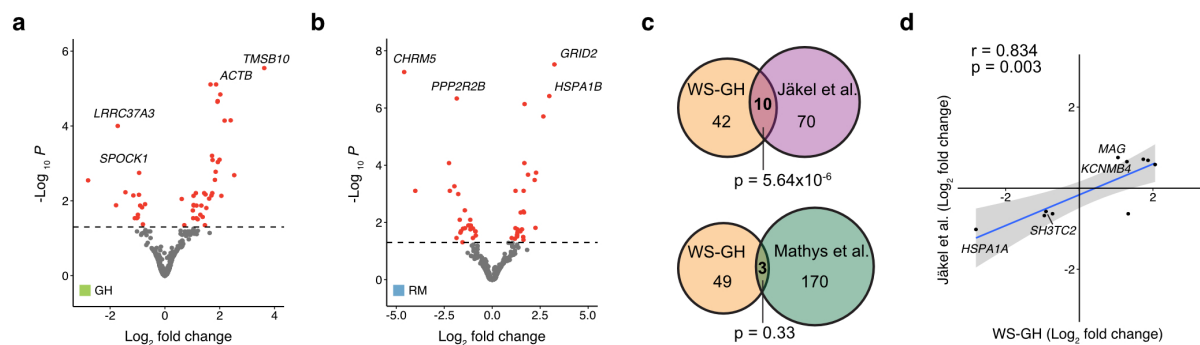 a
6
4
2
0
-Log 10 P
TMSB10
ACTB
LRRC37A3
SPOCK1
GH
-2 0 2 4
Log2 fold change
b
8
6
4
2
0
-Log 10 P
CHRM5
GRID2
PPP2R2B
HSPA1B
RM
-5.0 -2.5 0.0 2.5 5.0
Log2 fold change
c
WS-GH
42
10
Jäkel et al.
70
p = 5.64x10-6
WS-GH
49
3
Mathys et al.
170
p = 0.33
d
r = 0.834
p = 0.003
Jäkel et al. (Log2 fold change)
2
MAG
KCNMB4
-2 2
SH3TC2
HSPA1A
-2
WS-GH (Log2 fold change)